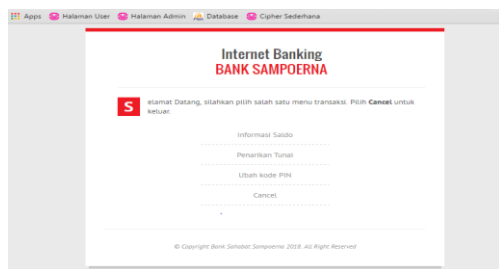 Apps Halaman User Halaman Admin Database Cipher Sederhana
Internet Banking
BANK SAMPOERNA
Selamat Datang, silahkan pilih salah satu menu transaksi. Pilih Cancel untuk
keluar.
Informasi Saldo
Penarikan Tunai
Ubah kode PIN
Cancel
© Copyright Bank Sahabat Sampoerna 2018. All Right Reserved